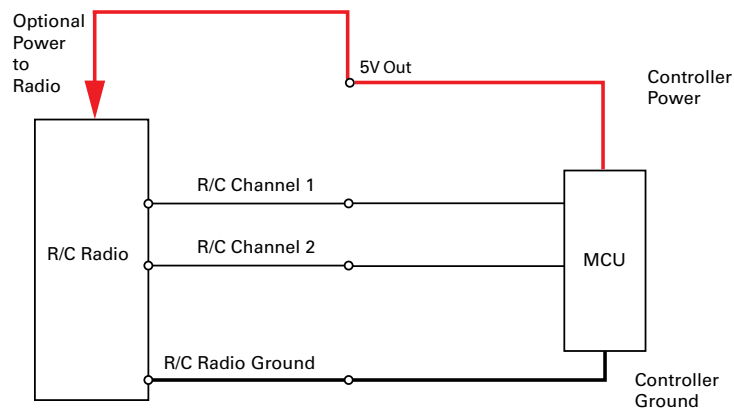 Optional
Power
to
Radio
5V Out
Controller
Power
R/C Channel 1
R/C Channel 2
R/C Radio
MCU
R/C Radio Ground
Controller
Ground